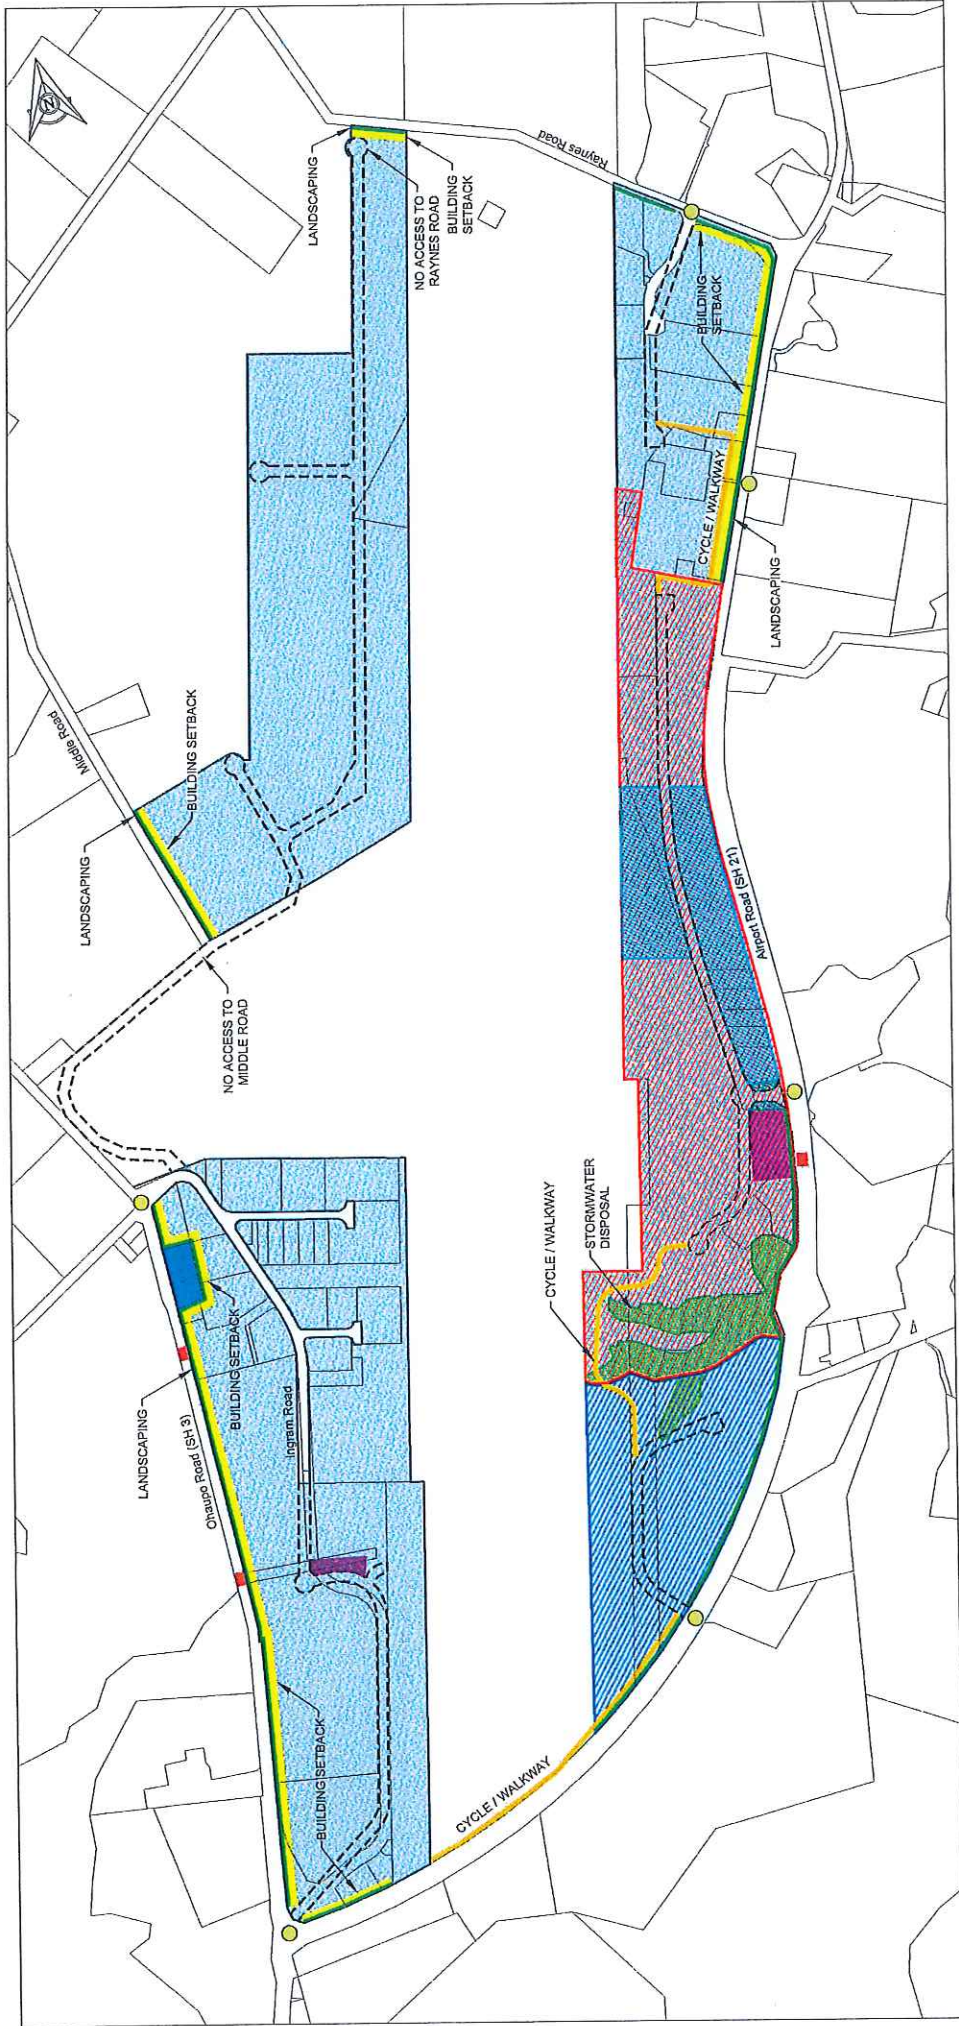 N
LANDSCAPING
NO ACCESS TO
RAYNES ROAD
BUILDING
SETBACK
Raynes Road
BUILDING
SETBACK
CYCLE / WALKWAY
LANDSCAPING
Middle Road
BUILDING SETBACK
LANDSCAPING
NO ACCESS TO
MIDDLE ROAD
Airport Road (SH 21)
CYCLE / WALKWAY
STORMWATER
DISPOSAL
LANDSCAPING
Ohaupo Road (SH 3)
BUILDING SETBACK
Ingram Road
BUILDING SETBACK
CYCLE / WALKWAY